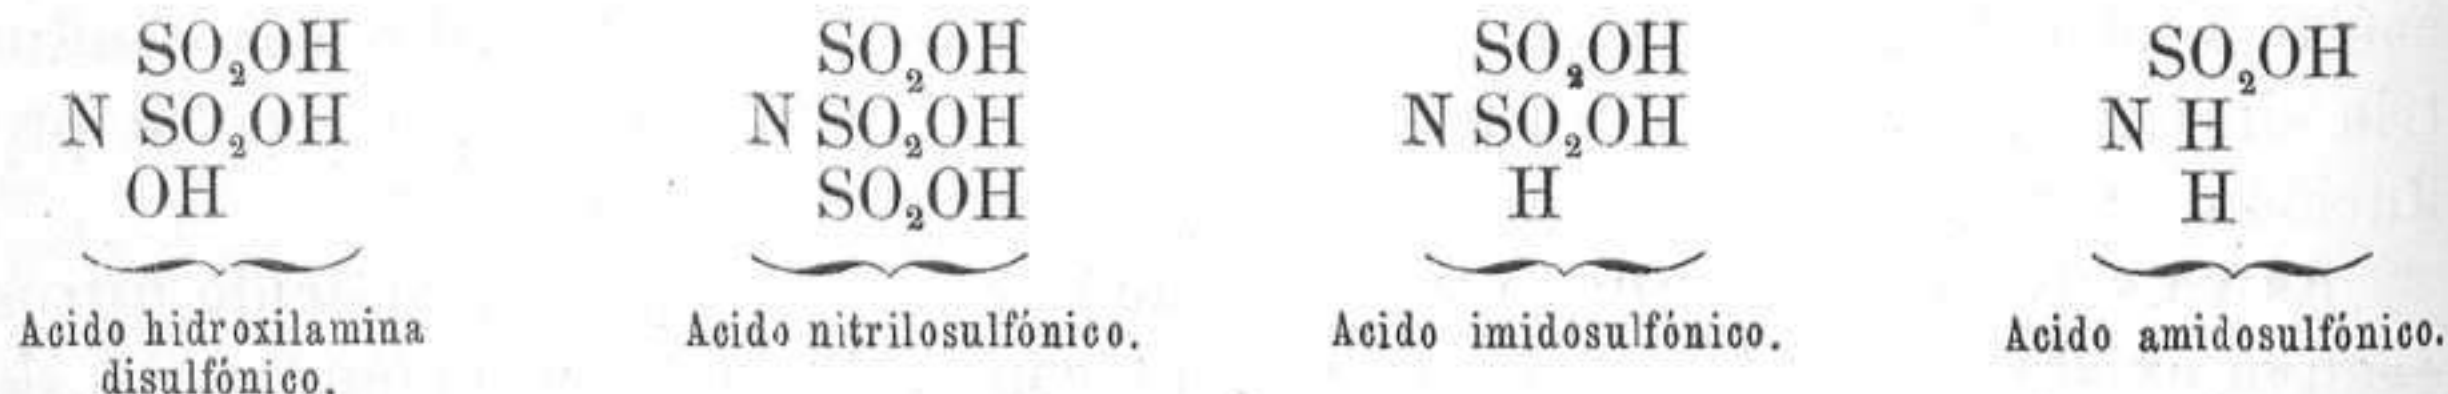 SO₂OH SO₂OH SO₂OH SO₂OH
N SO₂OH N SO₂OH N SO₂OH N H
OH SO₂OH H H
Acido hidroxilamina Acido nitrilosulfónico. Acido imidosulfónico. Acido amidosulfónico.
disulfónico.